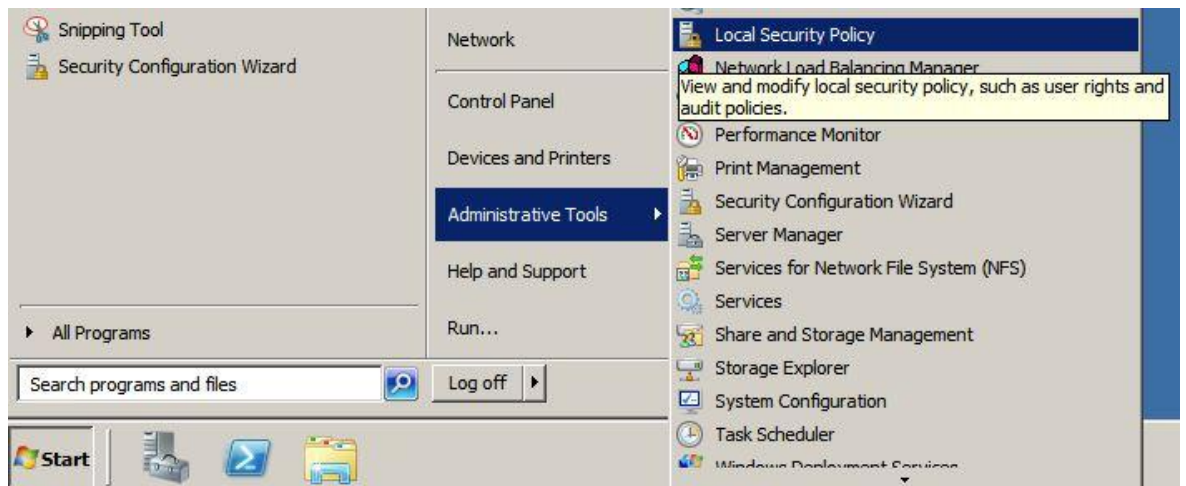 Snipping Tool
Security Configuration Wizard
All Programs
Search programs and files
Network
Control Panel
Devices and Printers
Administrative Tools
Help and Support
Run...
Log off
Local Security Policy
Network Load Balancing Manager
View and modify local security policy, such as user rights and
audit policies.
Performance Monitor
Print Management
Security Configuration Wizard
Server Manager
Services for Network File System (NFS)
Services
Share and Storage Management
Storage Explorer
System Configuration
Task Scheduler
Windows Deployment Services
Start